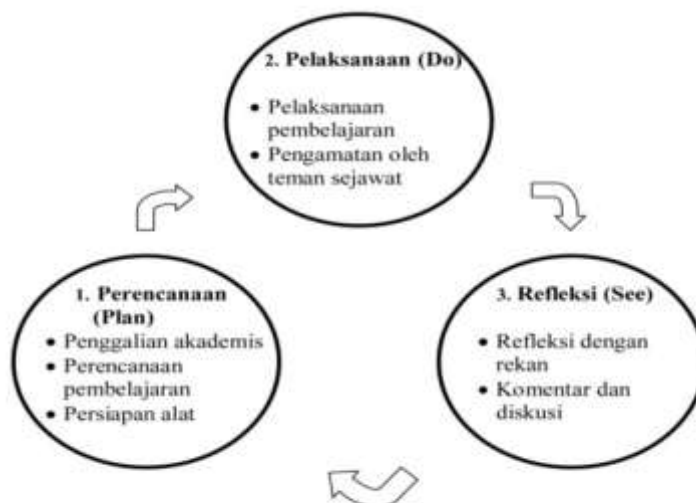 2. Pelaksanaan (Do)
• Pelaksanaan
pembelajaran
• Pengamatan oleh
teman sejawat
1. Perencanaan
(Plan)
• Penggalian akademis
• Perencanaan
pembelajaran
• Persiapan alat
3. Refleksi (See)
• Refleksi dengan
rekan
• Komentar dan
diskusi